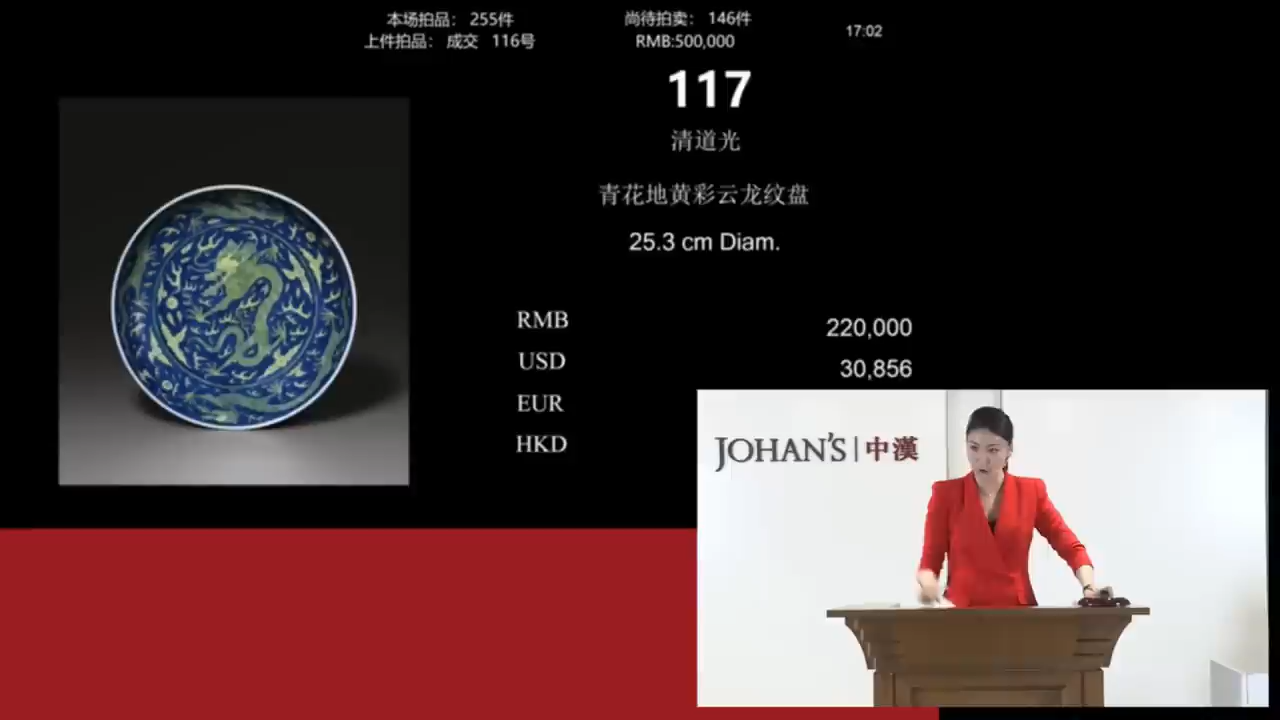 本场拍品: 255件
尚待拍卖: 146件
上件拍品: 成交 116号
RMB:500,000
17:02
117
清道光
青花地黄彩云龙纹盘
25.3 cm Diam.
RMB 220,000
USD 30,856
EUR
HKD
JOHAN'S|中漢